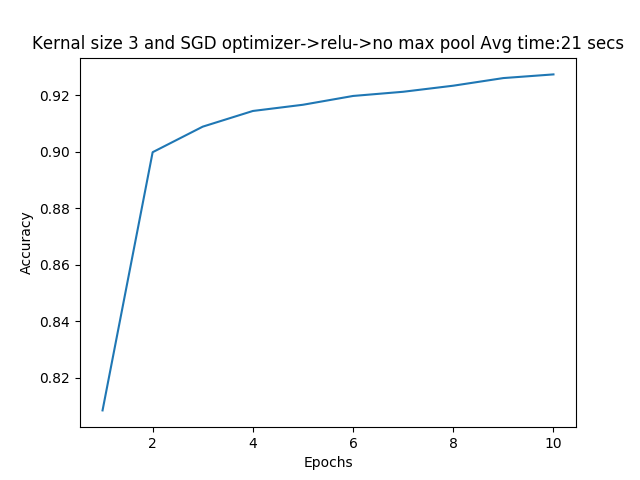 Kernal size 3 and SGD optimizer->relu->no max pool Avg time:21 secs
Accuracy
0.92
0.90
0.88
0.86
0.84
0.82
2 4 6 8 10
Epochs